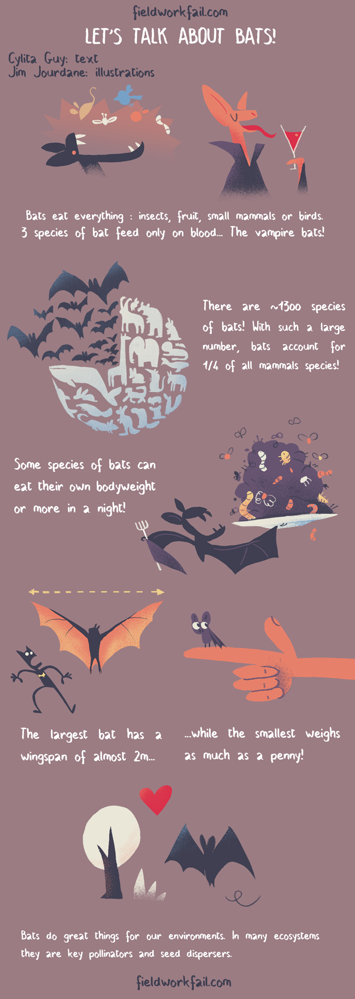 fieldworkfail.com
LET'S TALK ABOUT BATS!
Cylita Guy: text
Jim Jourdane: illustrations
Bats eat everything : insects, fruit, small mammals or birds.
3 species of bat feed only on blood... The vampire bats!
There are ~1300 species
of bats! With such a large
number, bats account for
1/4 of all mammals species!
Some species of bats can
eat their own bodyweight
or more in a night!
The largest bat has a
wingspan of almost 2m...
...while the smallest weighs
as much as a penny!
Bats do great things for our environments. In many ecosystems
they are key pollinators and seed dispersers.
fieldworkfail.com